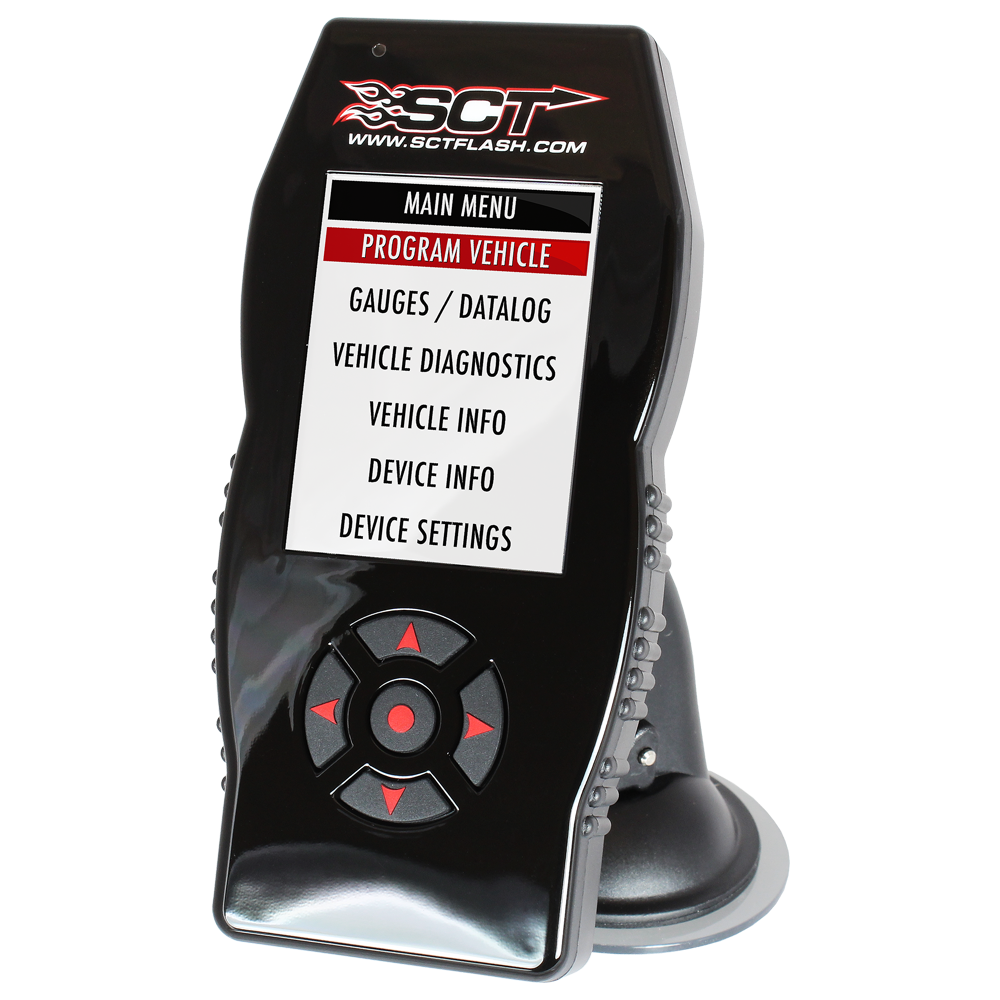 SCT
WWW.SCTFLASH.COM
MAIN MENU
PROGRAM VEHICLE
GAUGES / DATALOG
VEHICLE DIAGNOSTICS
VEHICLE INFO
DEVICE INFO
DEVICE SETTINGS